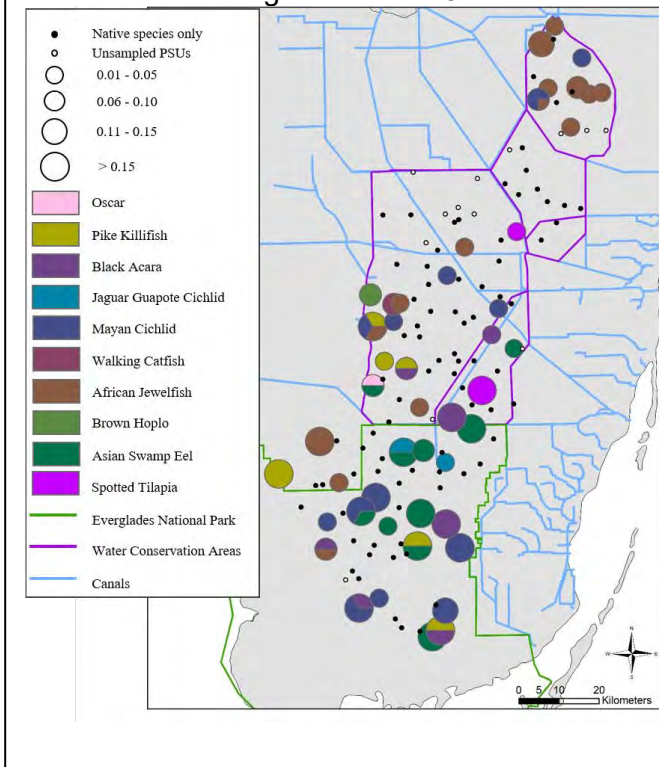 Native species only
Unsampled PSUs
0.01 - 0.05
0.06 - 0.10
0.11 - 0.15
> 0.15
Oscar
Pike Killifish
Black Acara
Jaguar Guapote Cichlid
Mayan Cichlid
Walking Catfish
African Jewelfish
Brown Hoplo
Asian Swamp Eel
Spotted Tilapia
Everglades National Park
Water Conservation Areas
Canals
N
W E
S
0 5 10 20
Kilometers